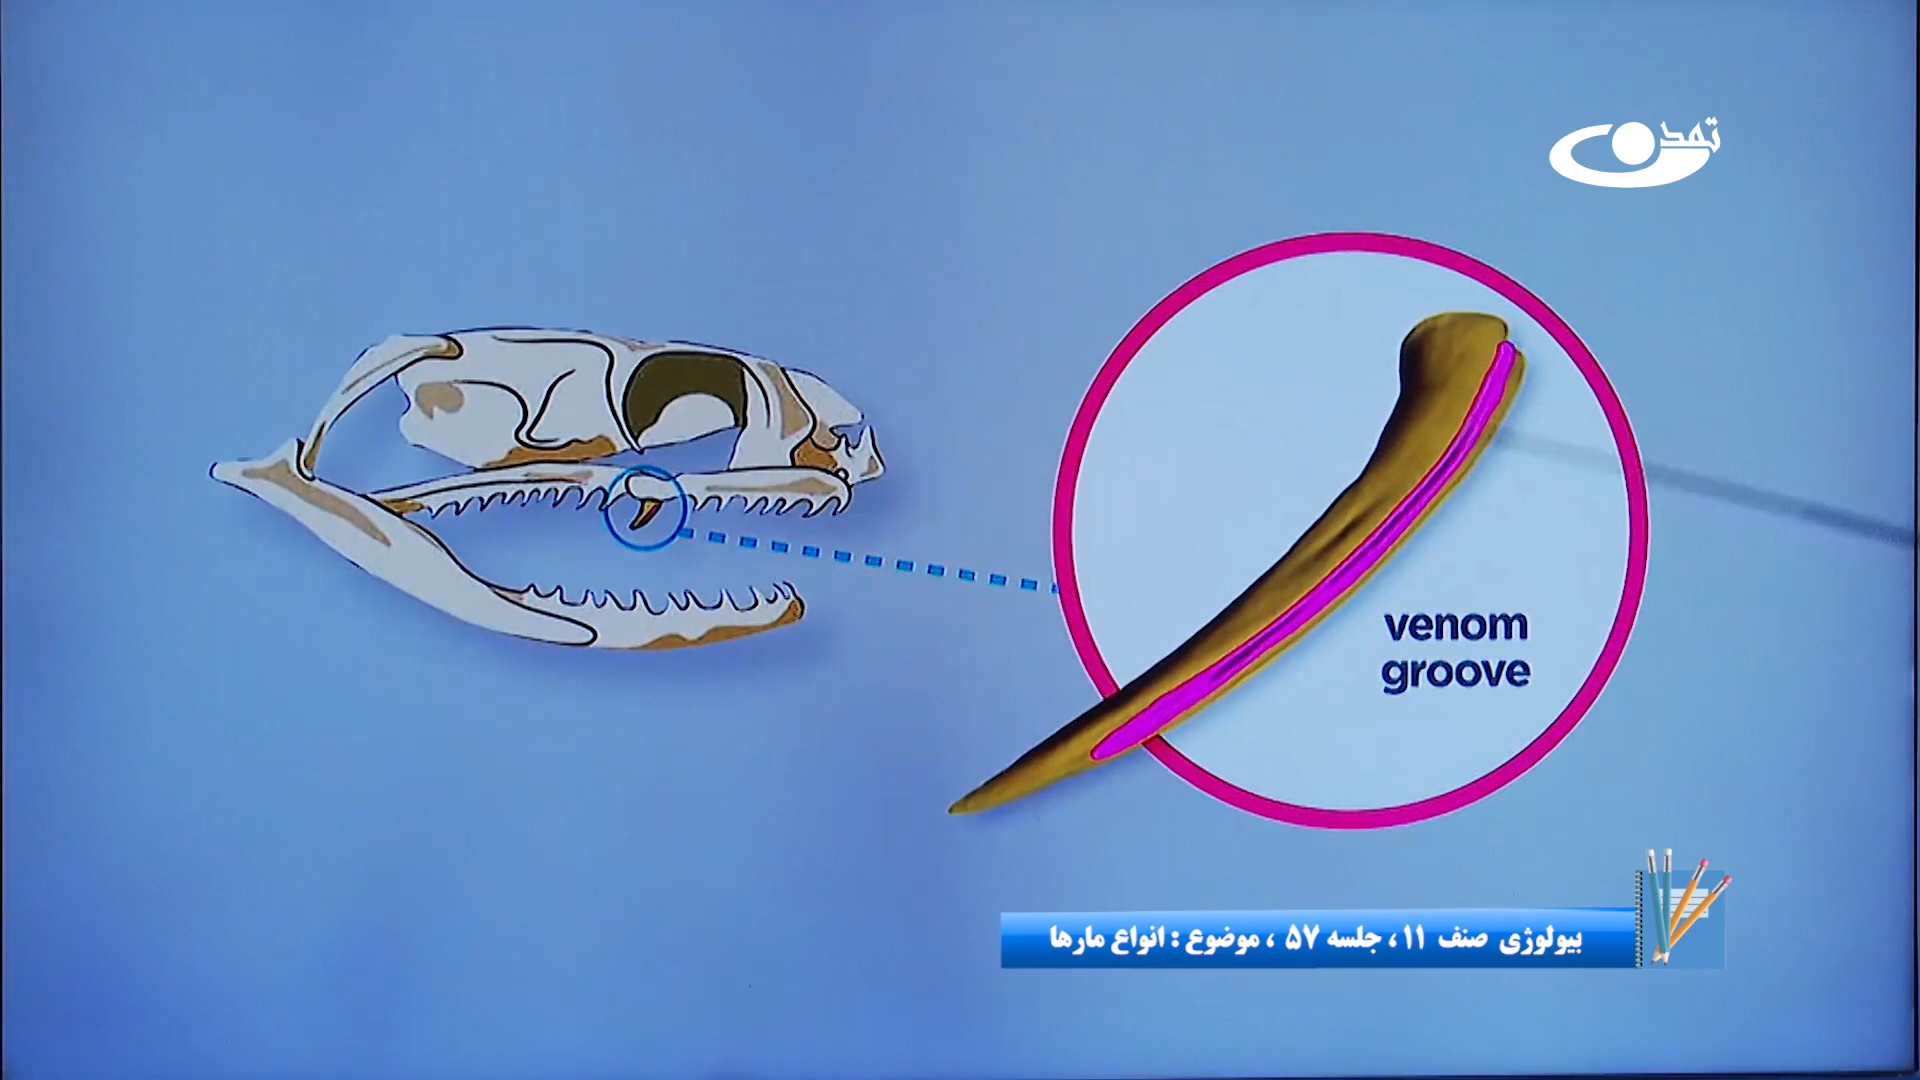 تمدن
venom
groove
بیولوژی صنف ۱۱، جلسه ۵۷، موضوع : انواع مارها